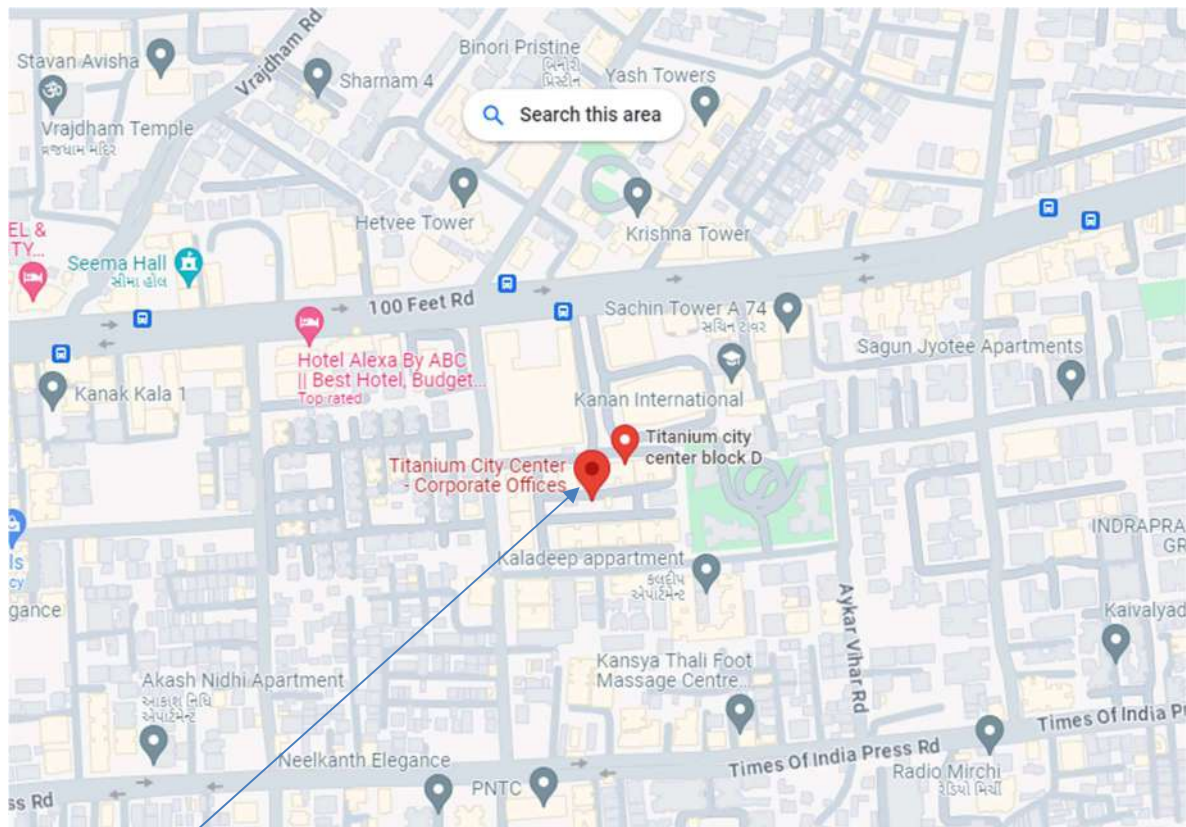 Stavan Avisha
Vrajdham Rd
Sharnam 4
Binori Pristine
બિનોરી
પ્રિસ્ટીન
Yash Towers
Search this area
Vrajdham Temple
વ્રજધામ મંદિર
Hetvee Tower
Krishna Tower
EL &
TY...
Seema Hall
સીમા હોલ
100 Feet Rd
Sachin Tower A 74
સચિન ટાવર
Hotel Alexa By ABC
|| Best Hotel, Budget...
Top rated
Sagun Jyotee Apartments
Kanak Kala 1
Kanan International
Titanium city
center block D
Titanium City Center
- Corporate Offices
INDRAPRA
GR
ls
cy
Kaladeep appartment
કલદીપ
એપાર્ટમેન્ટ
egance
Aykar Vihar Rd
Kaivalyad
Kansya Thali Foot
Massage Centre...
Akash Nidhi Apartment
આકાશ નિધિ
એપાર્ટમેન્ટ
Times Of India Pr
Neelkanth Elegance
Times Of India Press Rd
PNTC
Radio Mirchi
રેડિયો મિર્ચી
ss Rd